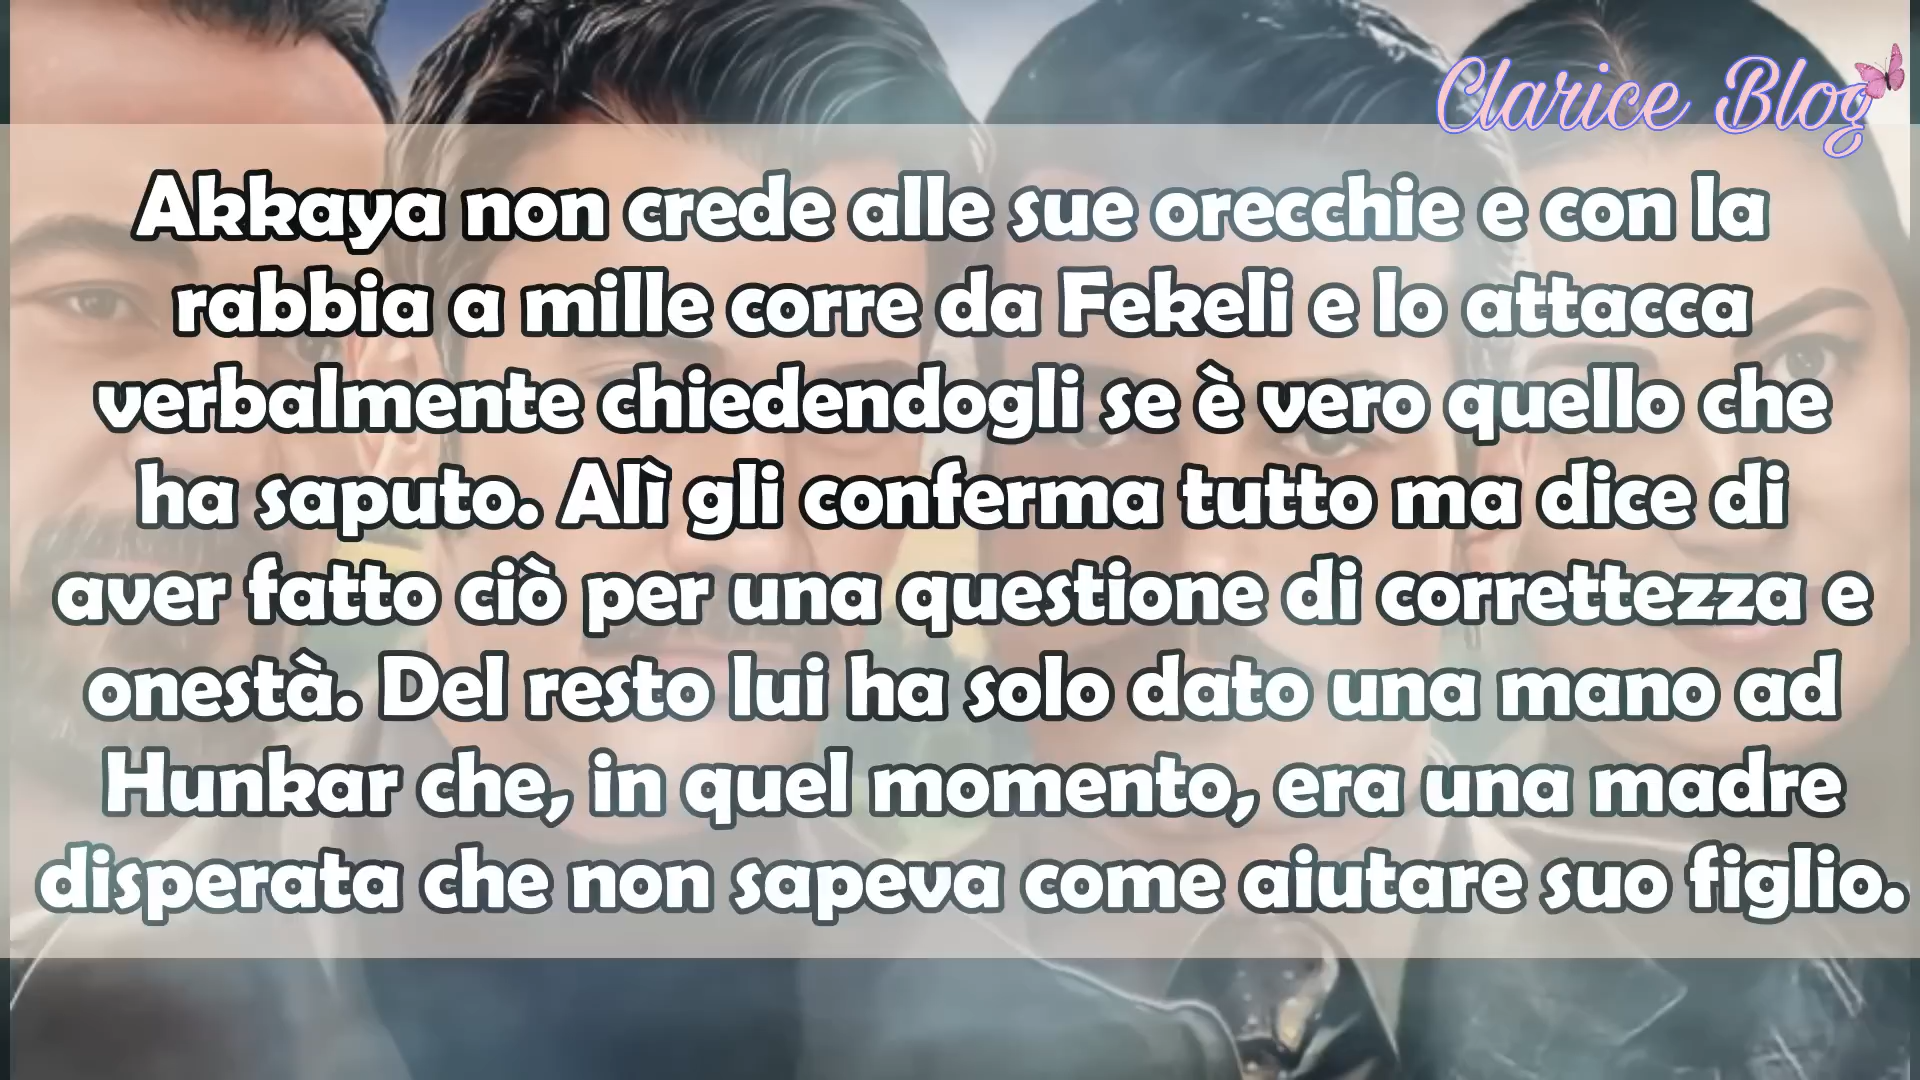 Clarice Blog
Akkaya non crede alle sue orecchie e con la
rabbia a mille corre da Fekeli e lo attacca
verbalmente chiedendogli se è vero quello che
ha saputo. Alì gli conferma tutto ma dice di
aver fatto ciò per una questione di correttezza e
onestà. Del resto lui ha solo dato una mano ad
Hunkar che, in quel momento, era una madre
disperata che non sapeva come aiutare suo figlio.